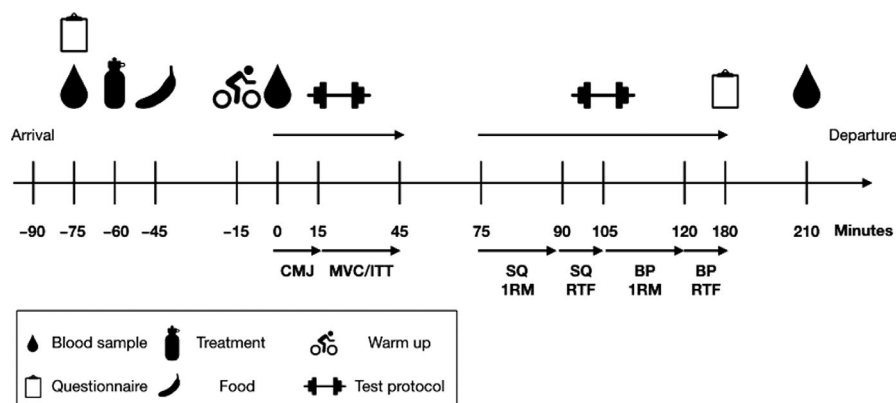 Arrival
Departure
−90 −75 −60 −45 −15 0 15 45 75 90 105 120 180 210 Minutes
CMJ MVC/ITT SQ SQ BP BP
1RM RTF 1RM RTF
Blood sample Treatment Warm up
Questionnaire Food Test protocol